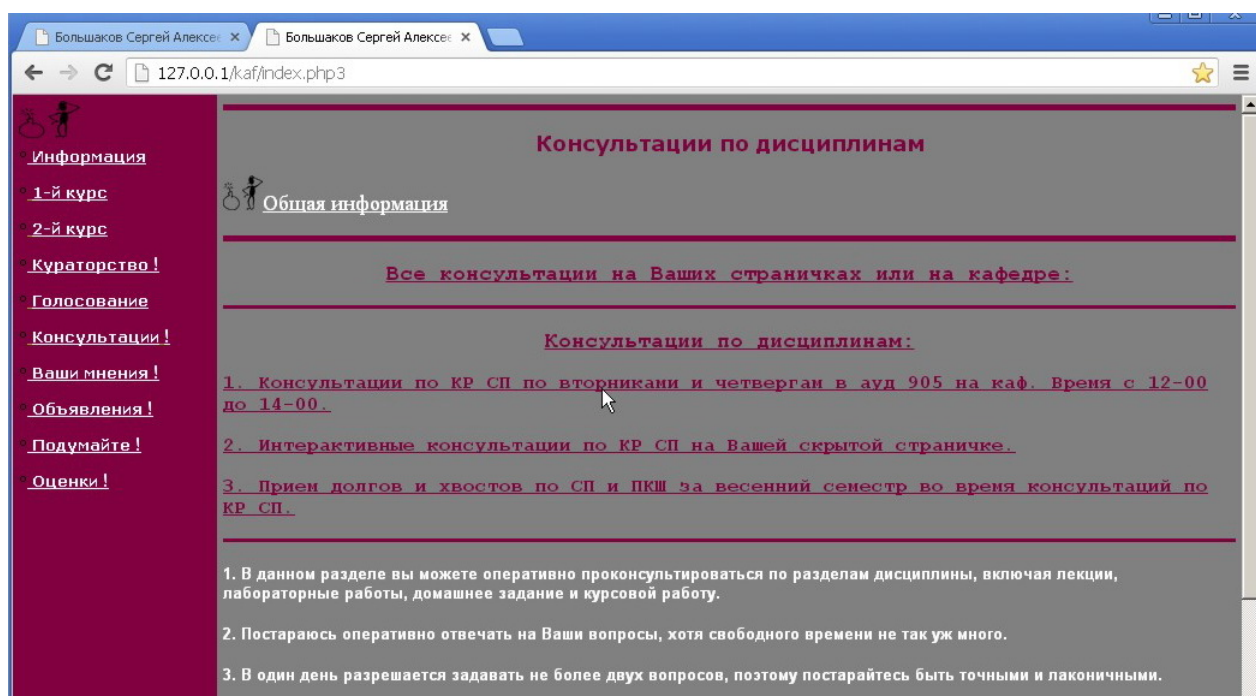 Большаков Сергей Алексее
Большаков Сергей Алексее
127.0.0.1/kaf/index.php3
Информация
1-й курс
2-й курс
Кураторство !
Голосование
Консультации !
Ваши мнения !
Объявления !
Подумайте !
Оценки !
Консультации по дисциплинам
Общая информация
Все консультации на Ваших страничках или на кафедре:
Консультации по дисциплинам:
1. Консультации по КР СП по вторниками и четвергам в ауд 905 на каф. Время с 12-00
до 14-00.
2. Интерактивные консультации по КР СП на Вашей скрытой страничке.
3. Прием долгов и хвостов по СП и ПКШ за весенний семестр во время консультаций по
КР СП.
1. В данном разделе вы можете оперативно проконсультироваться по разделам дисциплины, включая лекции,
лабораторные работы, домашнее задание и курсовой работу.
2. Постараюсь оперативно отвечать на Ваши вопросы, хотя свободного времени не так уж много.
3. В один день разрешается задавать не более двух вопросов, поэтому постарайтесь быть точными и лаконичными.